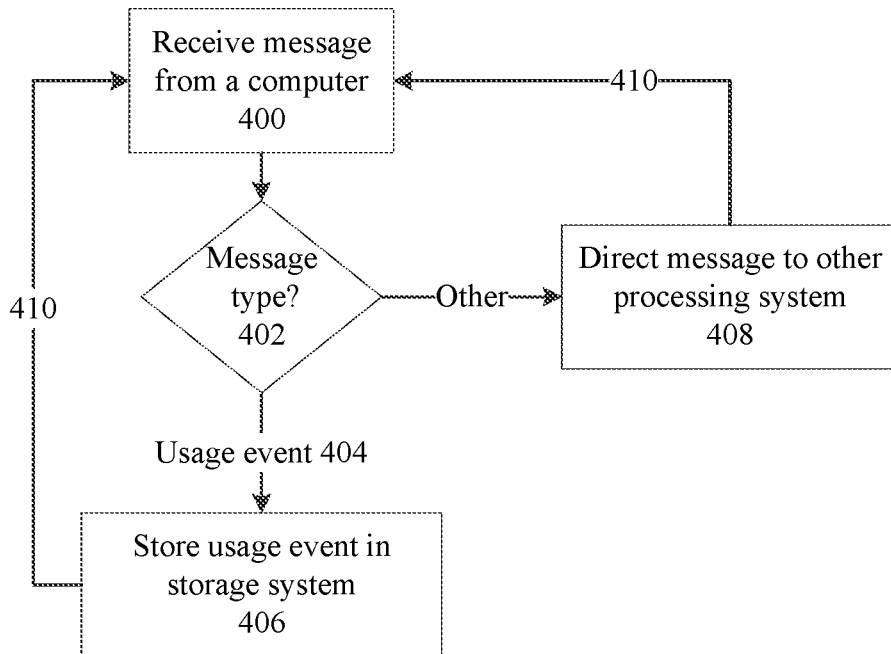 Receive message
from a computer
400
410
Message
type?
402
Other
Direct message to other
processing system
408
410
Usage event 404
Store usage event in
storage system
406